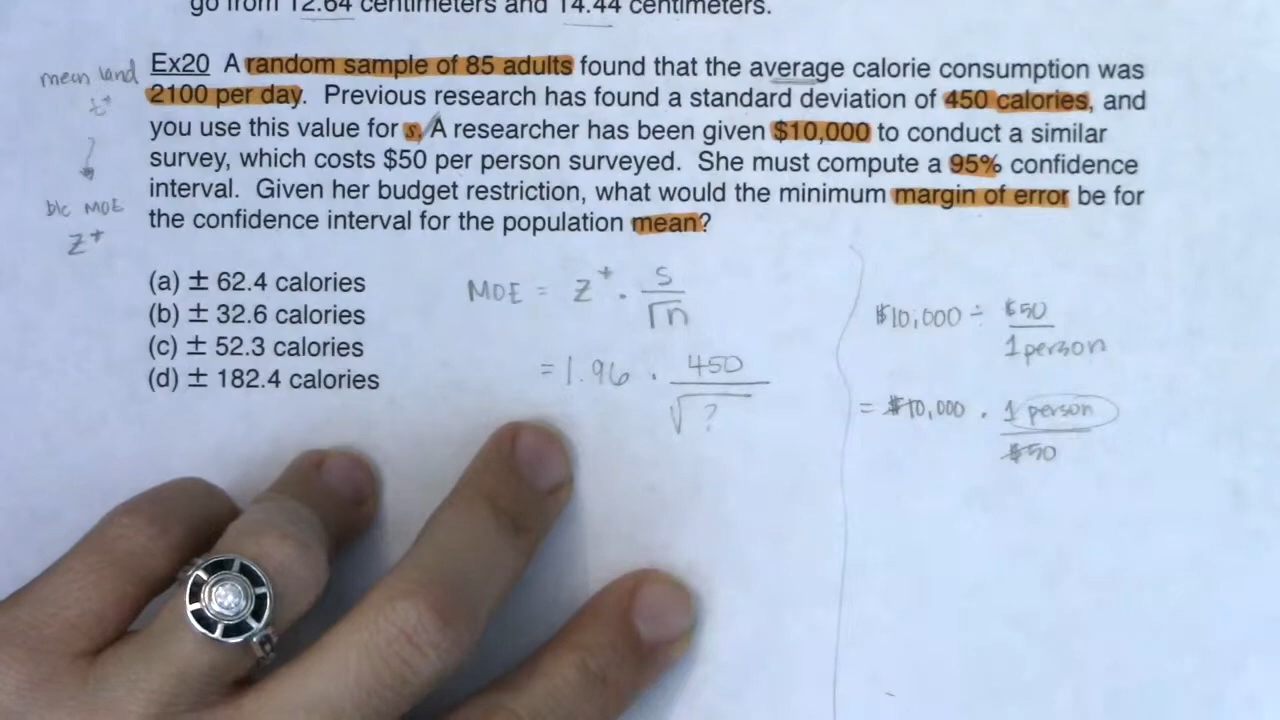 go from 12.64 centimeters and 14.44 centimeters.
mean land
t*
Ex20 A random sample of 85 adults found that the average calorie consumption was
2100 per day. Previous research has found a standard deviation of 450 calories, and
you use this value for s. A researcher has been given $10,000 to conduct a similar
survey, which costs $50 per person surveyed. She must compute a 95% confidence
interval. Given her budget restriction, what would the minimum margin of error be for
the confidence interval for the population mean?
b/c MOE
z*
(a) ± 62.4 calories
(b) ± 32.6 calories
(c) ± 52.3 calories
(d) ± 182.4 calories
MOE = z* · s/√n
= 1.96 · 450/√?
$10,000 ÷ $50/1 person
= $10,000 · 1 person/$50